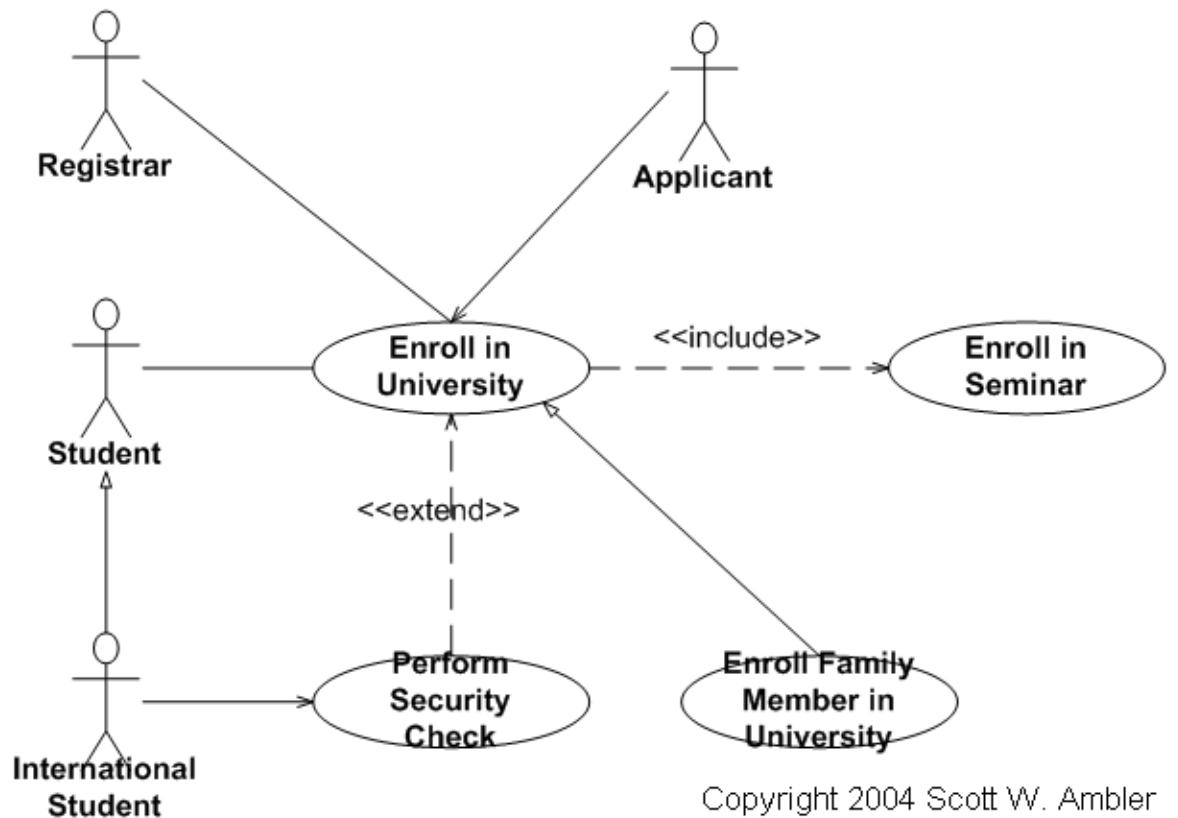 Registrar
Applicant
Enroll in
University
<<include>>
Enroll in
Seminar
Student
<<extend>>
Perform
Security
Check
Enroll Family
Member in
University
International
Student
Copyright 2004 Scott W. Ambler